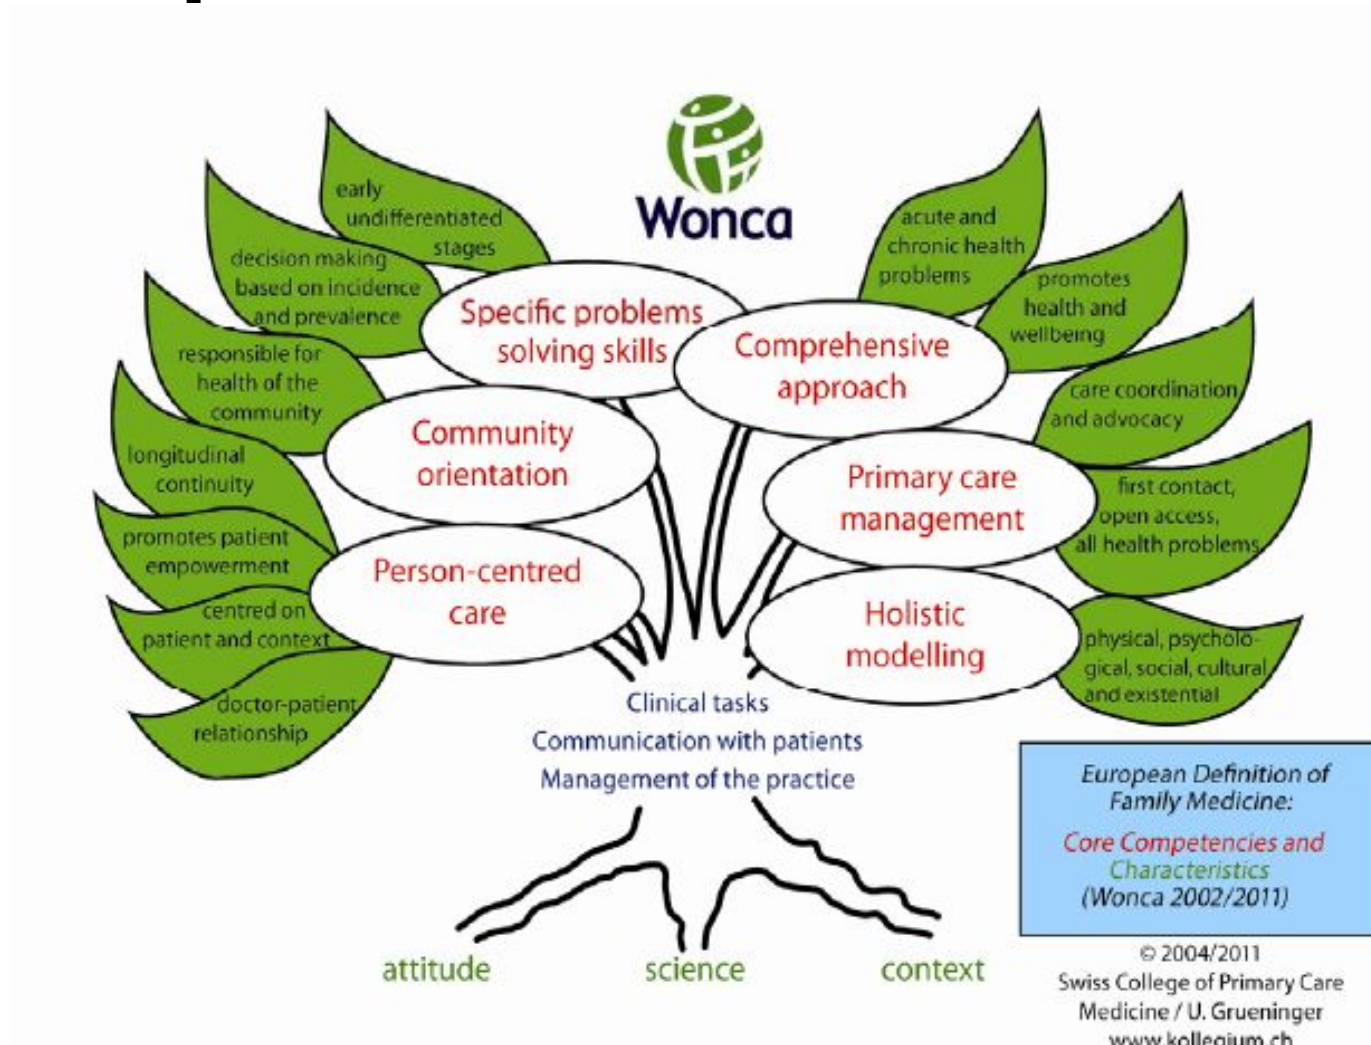 Wonca
early
undifferentiated
stages
decision making
based on incidence
and prevalence
responsible for
health of the
community
longitudinal
continuity
promotes patient
empowerment
centred on
patient and context
doctor-patient
relationship
Specific problems
solving skills
Community
orientation
Person-centred
care
Comprehensive
approach
Primary care
management
Holistic
modelling
acute and
chronic health
problems
promotes
health and
wellbeing
care coordination
and advocacy
first contact,
open access,
all health problems
physical, psycholo-
gical, social, cultural
and existential
Clinical tasks
Communication with patients
Management of the practice
attitude
science
context
European Definition of
Family Medicine:
Core Competencies and
Characteristics
(Wonca 2002/2011)
© 2004/2011
Swiss College of Primary Care
Medicine / U. Grueninger
www.kollegium.ch